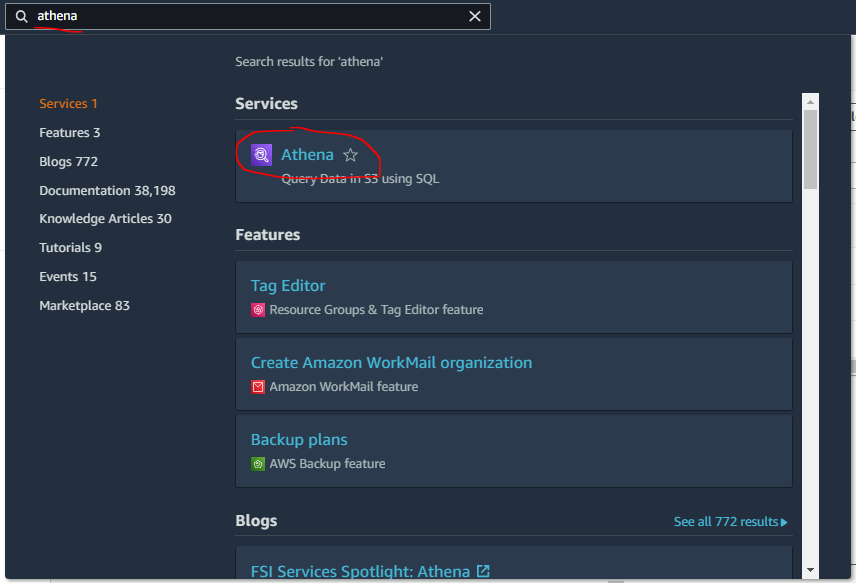 athena
Search results for 'athena'
Services 1
Features 3
Blogs 772
Documentation 38,198
Knowledge Articles 30
Tutorials 9
Events 15
Marketplace 83
Services
Athena
Query Data in S3 using SQL
Features
Tag Editor
Resource Groups & Tag Editor feature
Create Amazon WorkMail organization
Amazon WorkMail feature
Backup plans
AWS Backup feature
Blogs
See all 772 results
FSI Services Spotlight: Athena